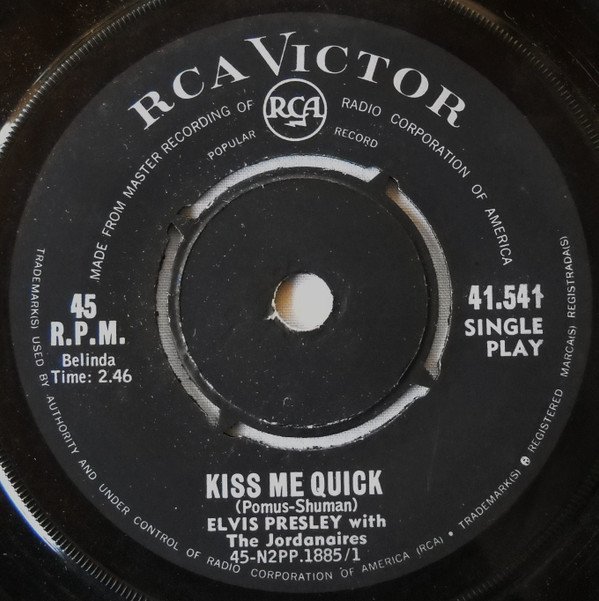 RCA VICTOR
RCA
MADE FROM MASTER RECORDING OF RADIO CORPORATION OF AMERICA
POPULAR RECORD
45
R.P.M.
Belinda
Time: 2.46
41.541
SINGLE
PLAY
KISS ME QUICK
(Pomus-Shuman)
ELVIS PRESLEY with
The Jordanaires
45-N2PP.1885/1
TRADEMARK(S) USED BY AUTHORITY AND UNDER CONTROL OF RADIO CORPORATION OF AMERICA (RCA) • TRADEMARK(S) ® REGISTERED MARCA(S) REGISTRADA(S)